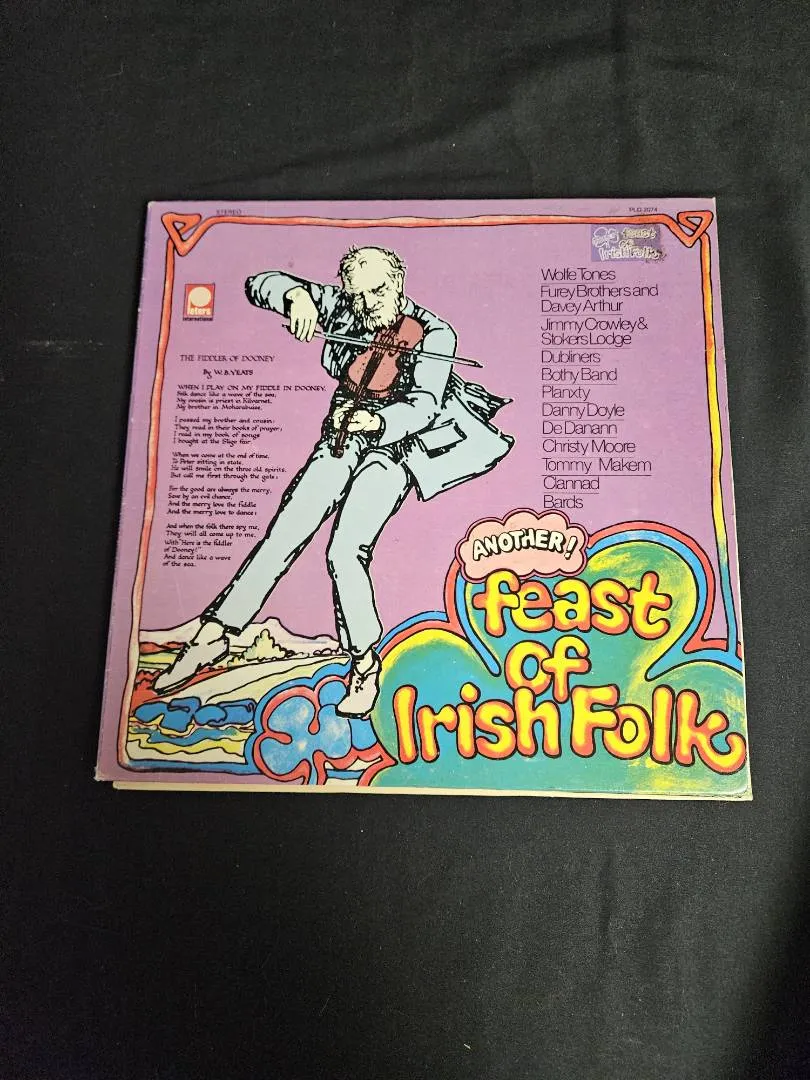 STEREO
PLD 2074
feast
of
Irish Folk
Peters
International
THE FIDDLER OF DOONEY
By W.B. YEATS
WHEN I PLAY ON MY FIDDLE IN DOONEY,
Folk dance like a wave of the sea;
My cousin is priest in Kilvarnet,
My brother in Moharabuiee.
I passed my brother and cousin:
They read in their books of prayer;
I read in my book of songs
I bought at the Sligo fair.
When we come at the end of time,
To Peter sitting in state,
He will smile on the three old spirits,
But call me first through the gate;
For the good are always the merry,
Save by an evil chance,
And the merry love the fiddle
And the merry love to dance:
And when the folk there spy me,
They will all come up to me,
With "Here is the fiddler
of Dooney!"
And dance like a wave
of the sea.
Wolfe Tones
Furey Brothers and
Davey Arthur
Jimmy Crowley &
Stokers Lodge
Dubliners
Bothy Band
Planxty
Danny Doyle
De Danann
Christy Moore
Tommy Makem
Clannad
Bards
ANOTHER!
feast
of
Irish Folk